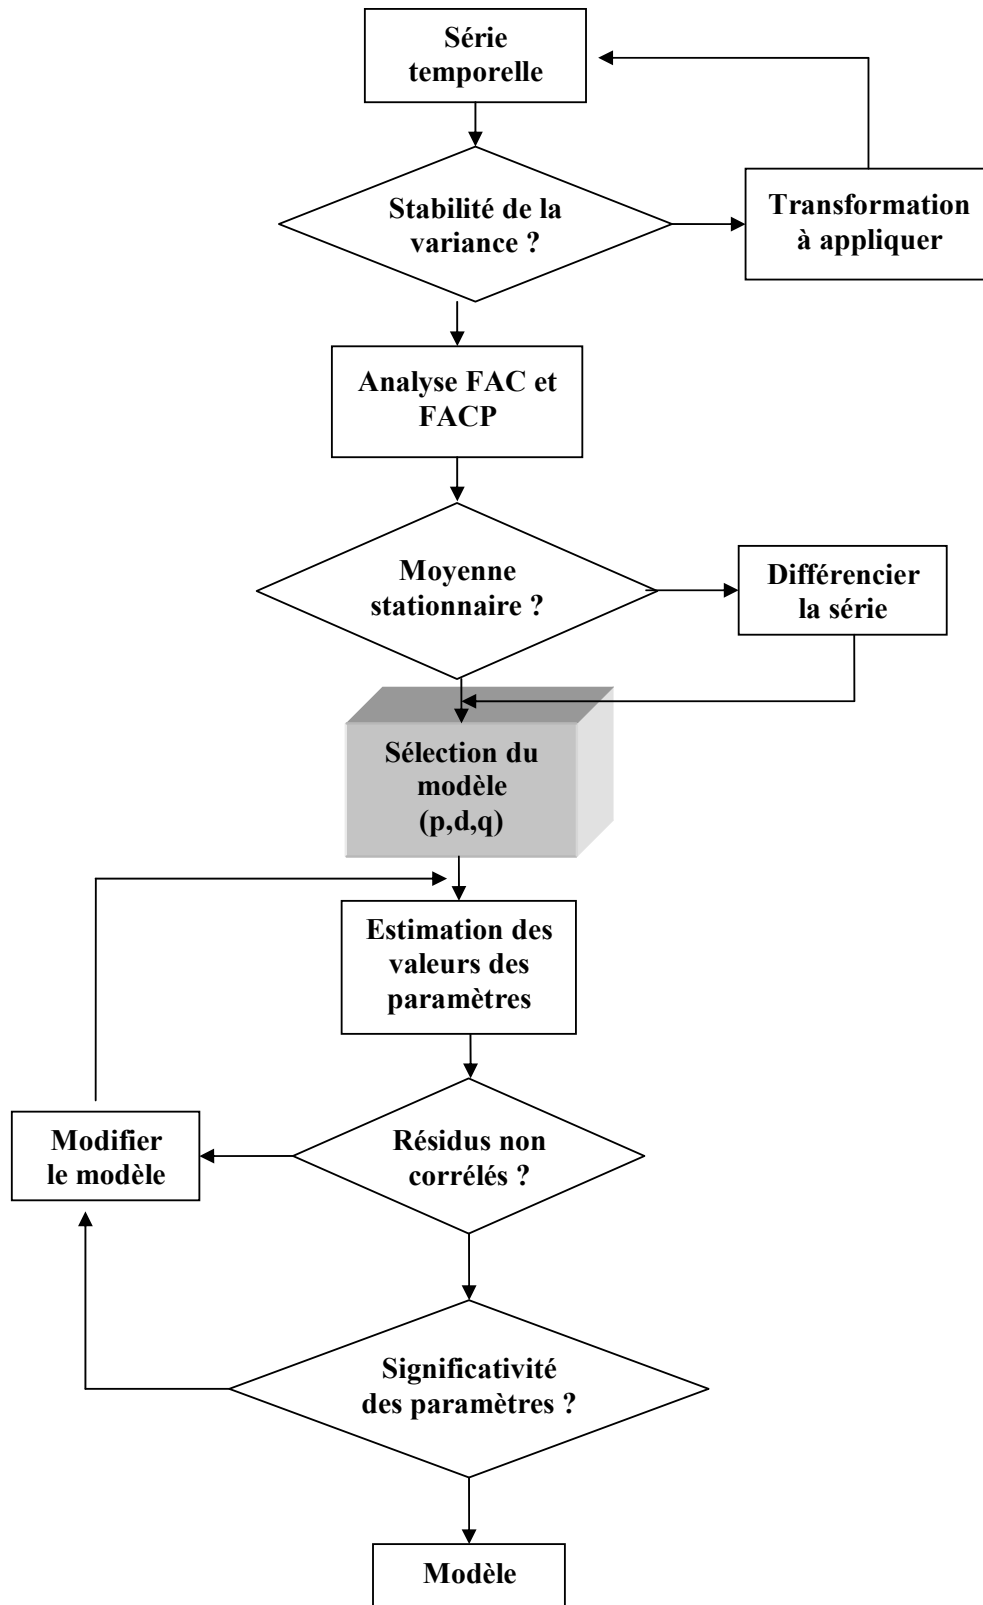 Série
temporelle
Stabilité de la
variance ?
Transformation
à appliquer
Analyse FAC et
FACP
Moyenne
stationnaire ?
Différencier
la série
Sélection du
modèle
(p,d,q)
Estimation des
valeurs des
paramètres
Résidus non
corrélés ?
Modifier
le modèle
Significativité
des paramètres ?
Modèle